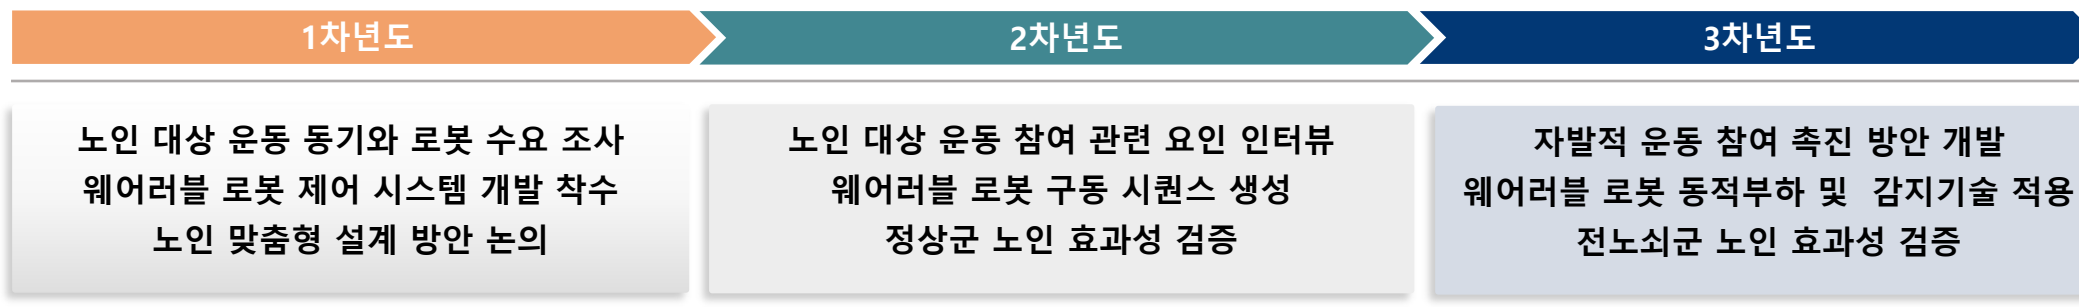 1차년도
2차년도
3차년도
노인 대상 운동 동기와 로봇 수요 조사
웨어러블 로봇 제어 시스템 개발 착수
노인 맞춤형 설계 방안 논의
노인 대상 운동 참여 관련 요인 인터뷰
웨어러블 로봇 구동 시퀀스 생성
정상군 노인 효과성 검증
자발적 운동 참여 촉진 방안 개발
웨어러블 로봇 동적부하 및 감지기술 적용
전노쇠군 노인 효과성 검증